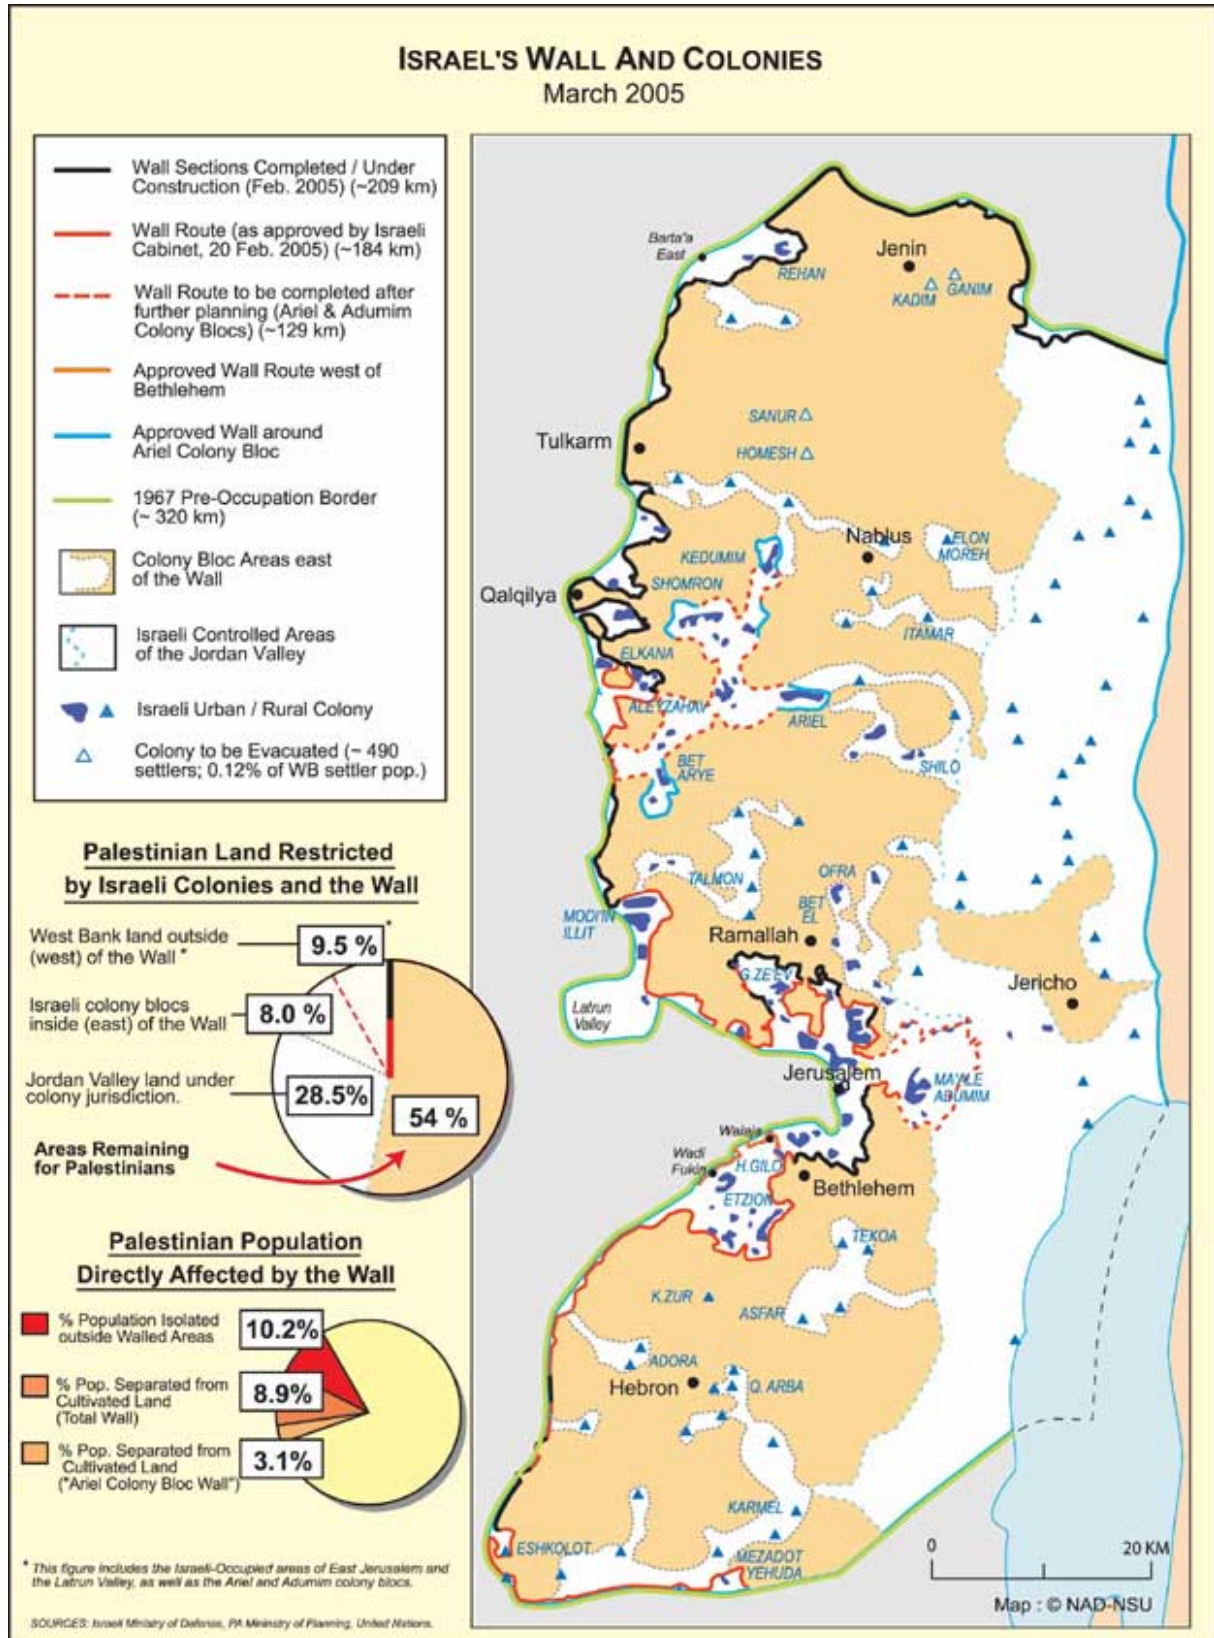 ISRAEL'S WALL AND COLONIES
March 2005
Wall Sections Completed / Under
Construction (Feb. 2005) (~209 km)
Wall Route (as approved by Israeli
Cabinet, 20 Feb. 2005) (~184 km)
Wall Route to be completed after
further planning (Ariel & Adumim
Colony Blocs) (~129 km)
Approved Wall Route west of
Bethlehem
Approved Wall around
Ariel Colony Bloc
1967 Pre-Occupation Border
(~ 320 km)
Colony Bloc Areas east
of the Wall
Israeli Controlled Areas
of the Jordan Valley
Israeli Urban / Rural Colony
Colony to be Evacuated (~ 490
settlers; 0.12% of WB settler pop.)
Palestinian Land Restricted
by Israeli Colonies and the Wall
West Bank land outside
(west) of the Wall *
9.5 %
*
Israeli colony blocs
inside (east) of the Wall
8.0 %
Jordan Valley land under
colony jurisdiction.
28.5%
54 %
Areas Remaining
for Palestinians
Palestinian Population
Directly Affected by the Wall
% Population Isolated
outside Walled Areas
10.2%
% Pop. Separated from
Cultivated Land
(Total Wall)
8.9%
% Pop. Separated from
Cultivated Land
("Ariel Colony Bloc Wall")
3.1%
* This figure includes the Israeli-Occupied areas of East Jerusalem and
the Latrun Valley, as well as the Ariel and Adumim colony blocs.
SOURCES: Israeli Ministry of Defense, PA Mininstry of Planning, United Nations.
Barta'a
East
REHAN
Jenin
KADIM
GANIM
SANUR
Tulkarm
HOMESH
Nablus
ELON
MOREH
KEDUMIM
SHOMRON
Qalqilya
ITAMAR
ELKANA
ALEYZAHAV
ARIEL
BET
ARYE
SHILO
TALMON
OFRA
BET
EL
MODI'IN
ILLIT
Ramallah
G.ZE'EV
Jericho
Latrun
Valley
Jerusalem
MA'ALE
ADUMIM
Walaja
Wadi
Fukin
H.GILO
Bethlehem
ETZION
TEKOA
K.ZUR
ASFAR
ADORA
Hebron
Q. ARBA
KARMEL
ESHKOLOT
MEZADOT
YEHUDA
0
20 KM
Map : © NAD-NSU